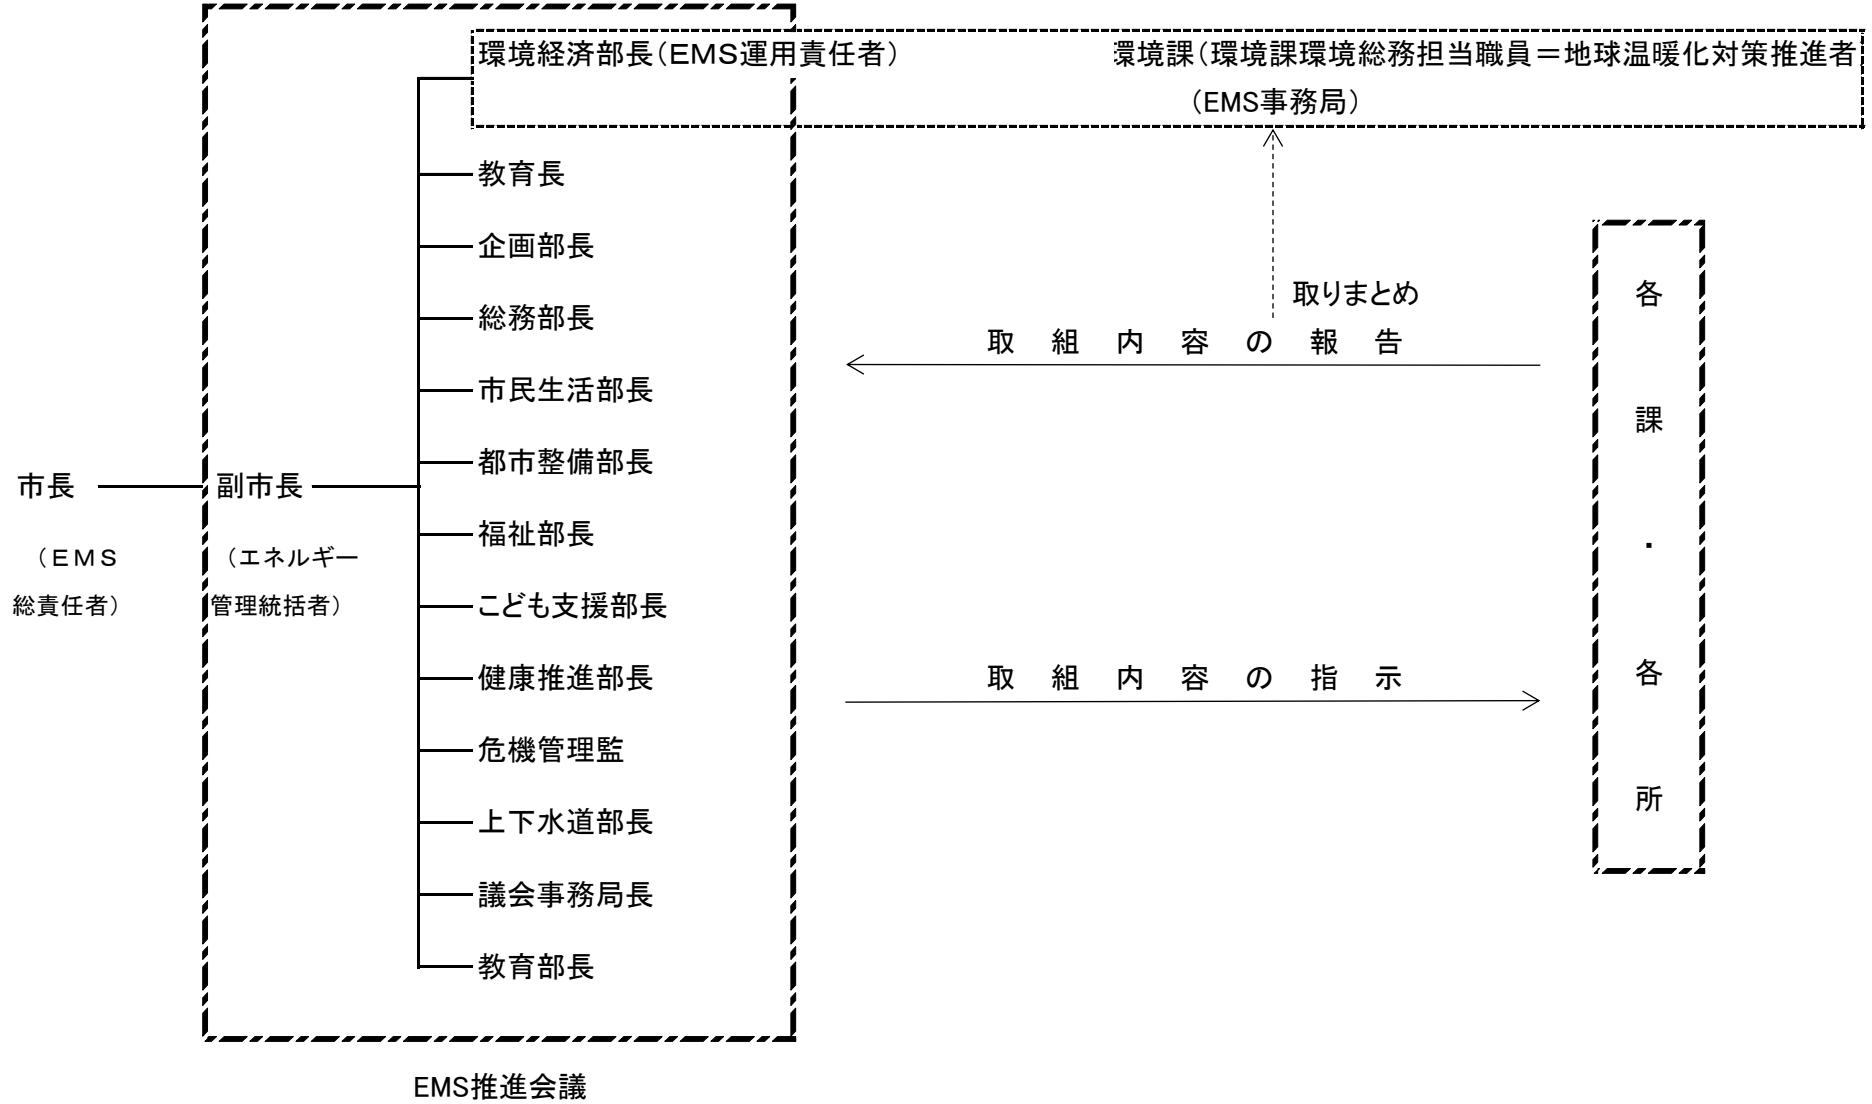 環境経済部長（EMS運用責任者）
環境課（環境課環境総務担当職員＝地球温暖化対策推進者
（EMS事務局）
教育長
企画部長
総務部長
市民生活部長
都市整備部長
福祉部長
こども支援部長
健康推進部長
危機管理監
上下水道部長
議会事務局長
教育部長
市長
（ＥＭＳ
総責任者）
副市長
（エネルギー
管理統括者）
取りまとめ
取組内容の報告
取組内容の指示
各
課
・
各
所
EMS推進会議